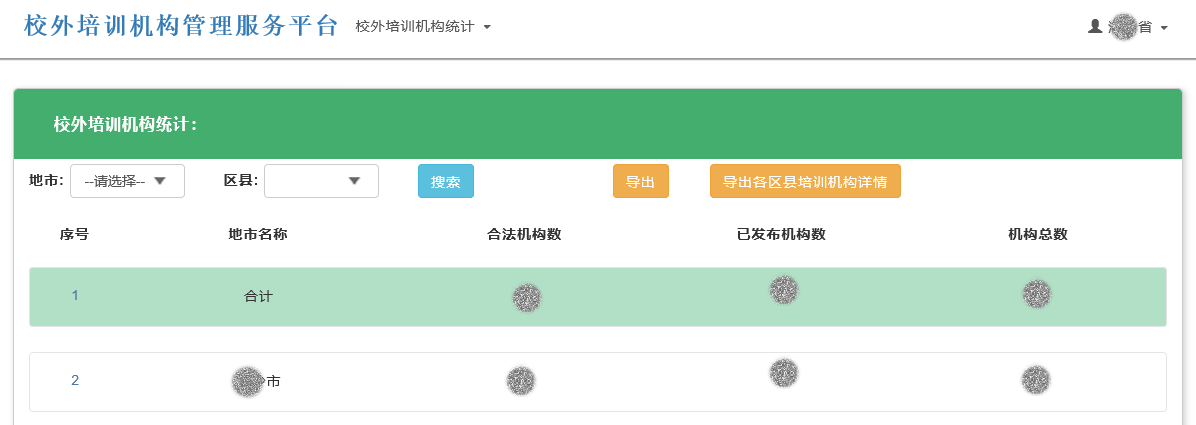 校外培训机构管理服务平台 校外培训机构统计
省
校外培训机构统计:
地市: --请选择-- 区县: 搜索 导出 导出各区县培训机构详情
序号 地市名称 合法机构数 已发布机构数 机构总数
1 合计
2 市